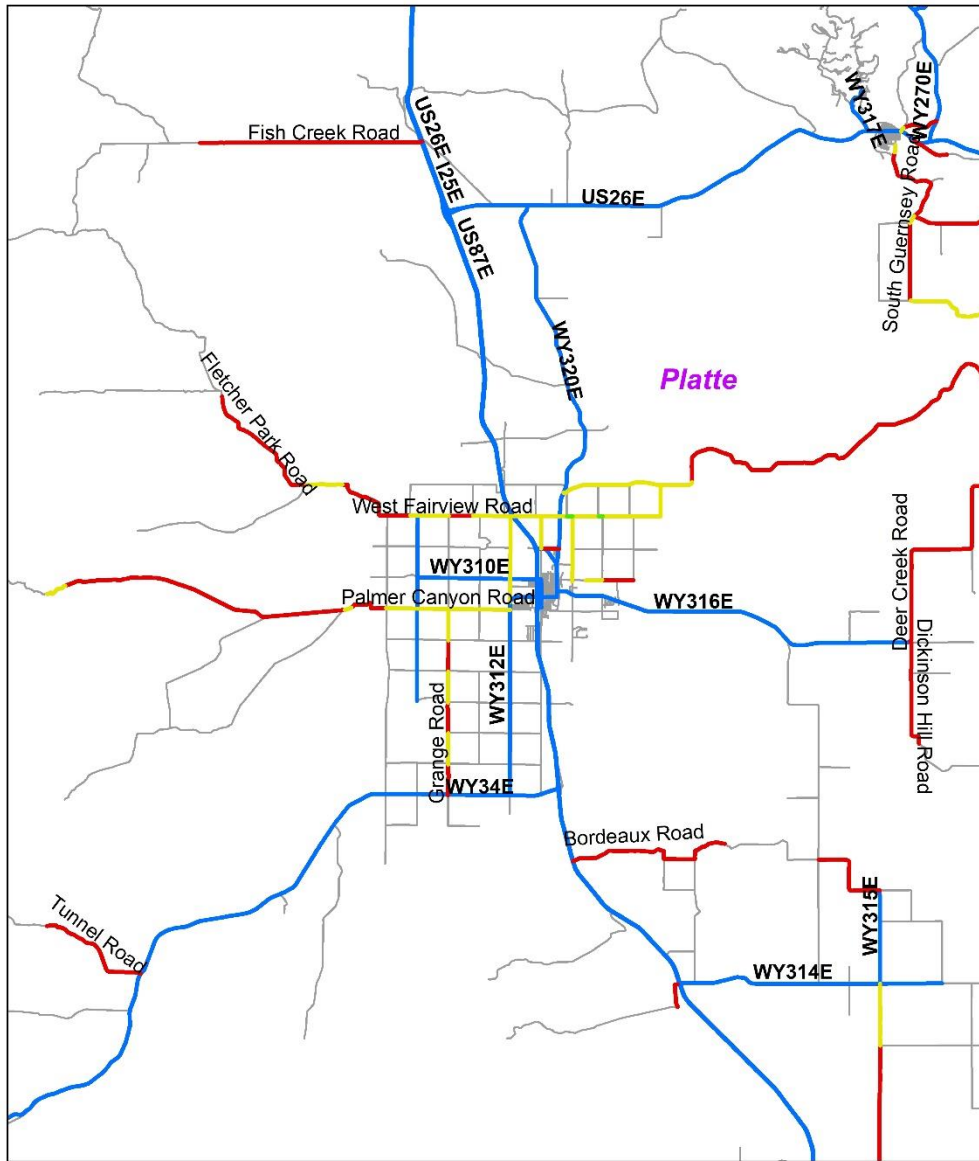 WY317E
WY270E
US26E I25E
Fish Creek Road
US26E
US87E
South Guernsey Road
WY320E
Platte
Fletcher Park Road
West Fairview Road
WY310E
Palmer Canyon Road
WY316E
Deer Creek Road
Dickinson Hill Road
WY312E
Grange Road
WY34E
Bordeaux Road
WY315E
Tunnel Road
WY314E